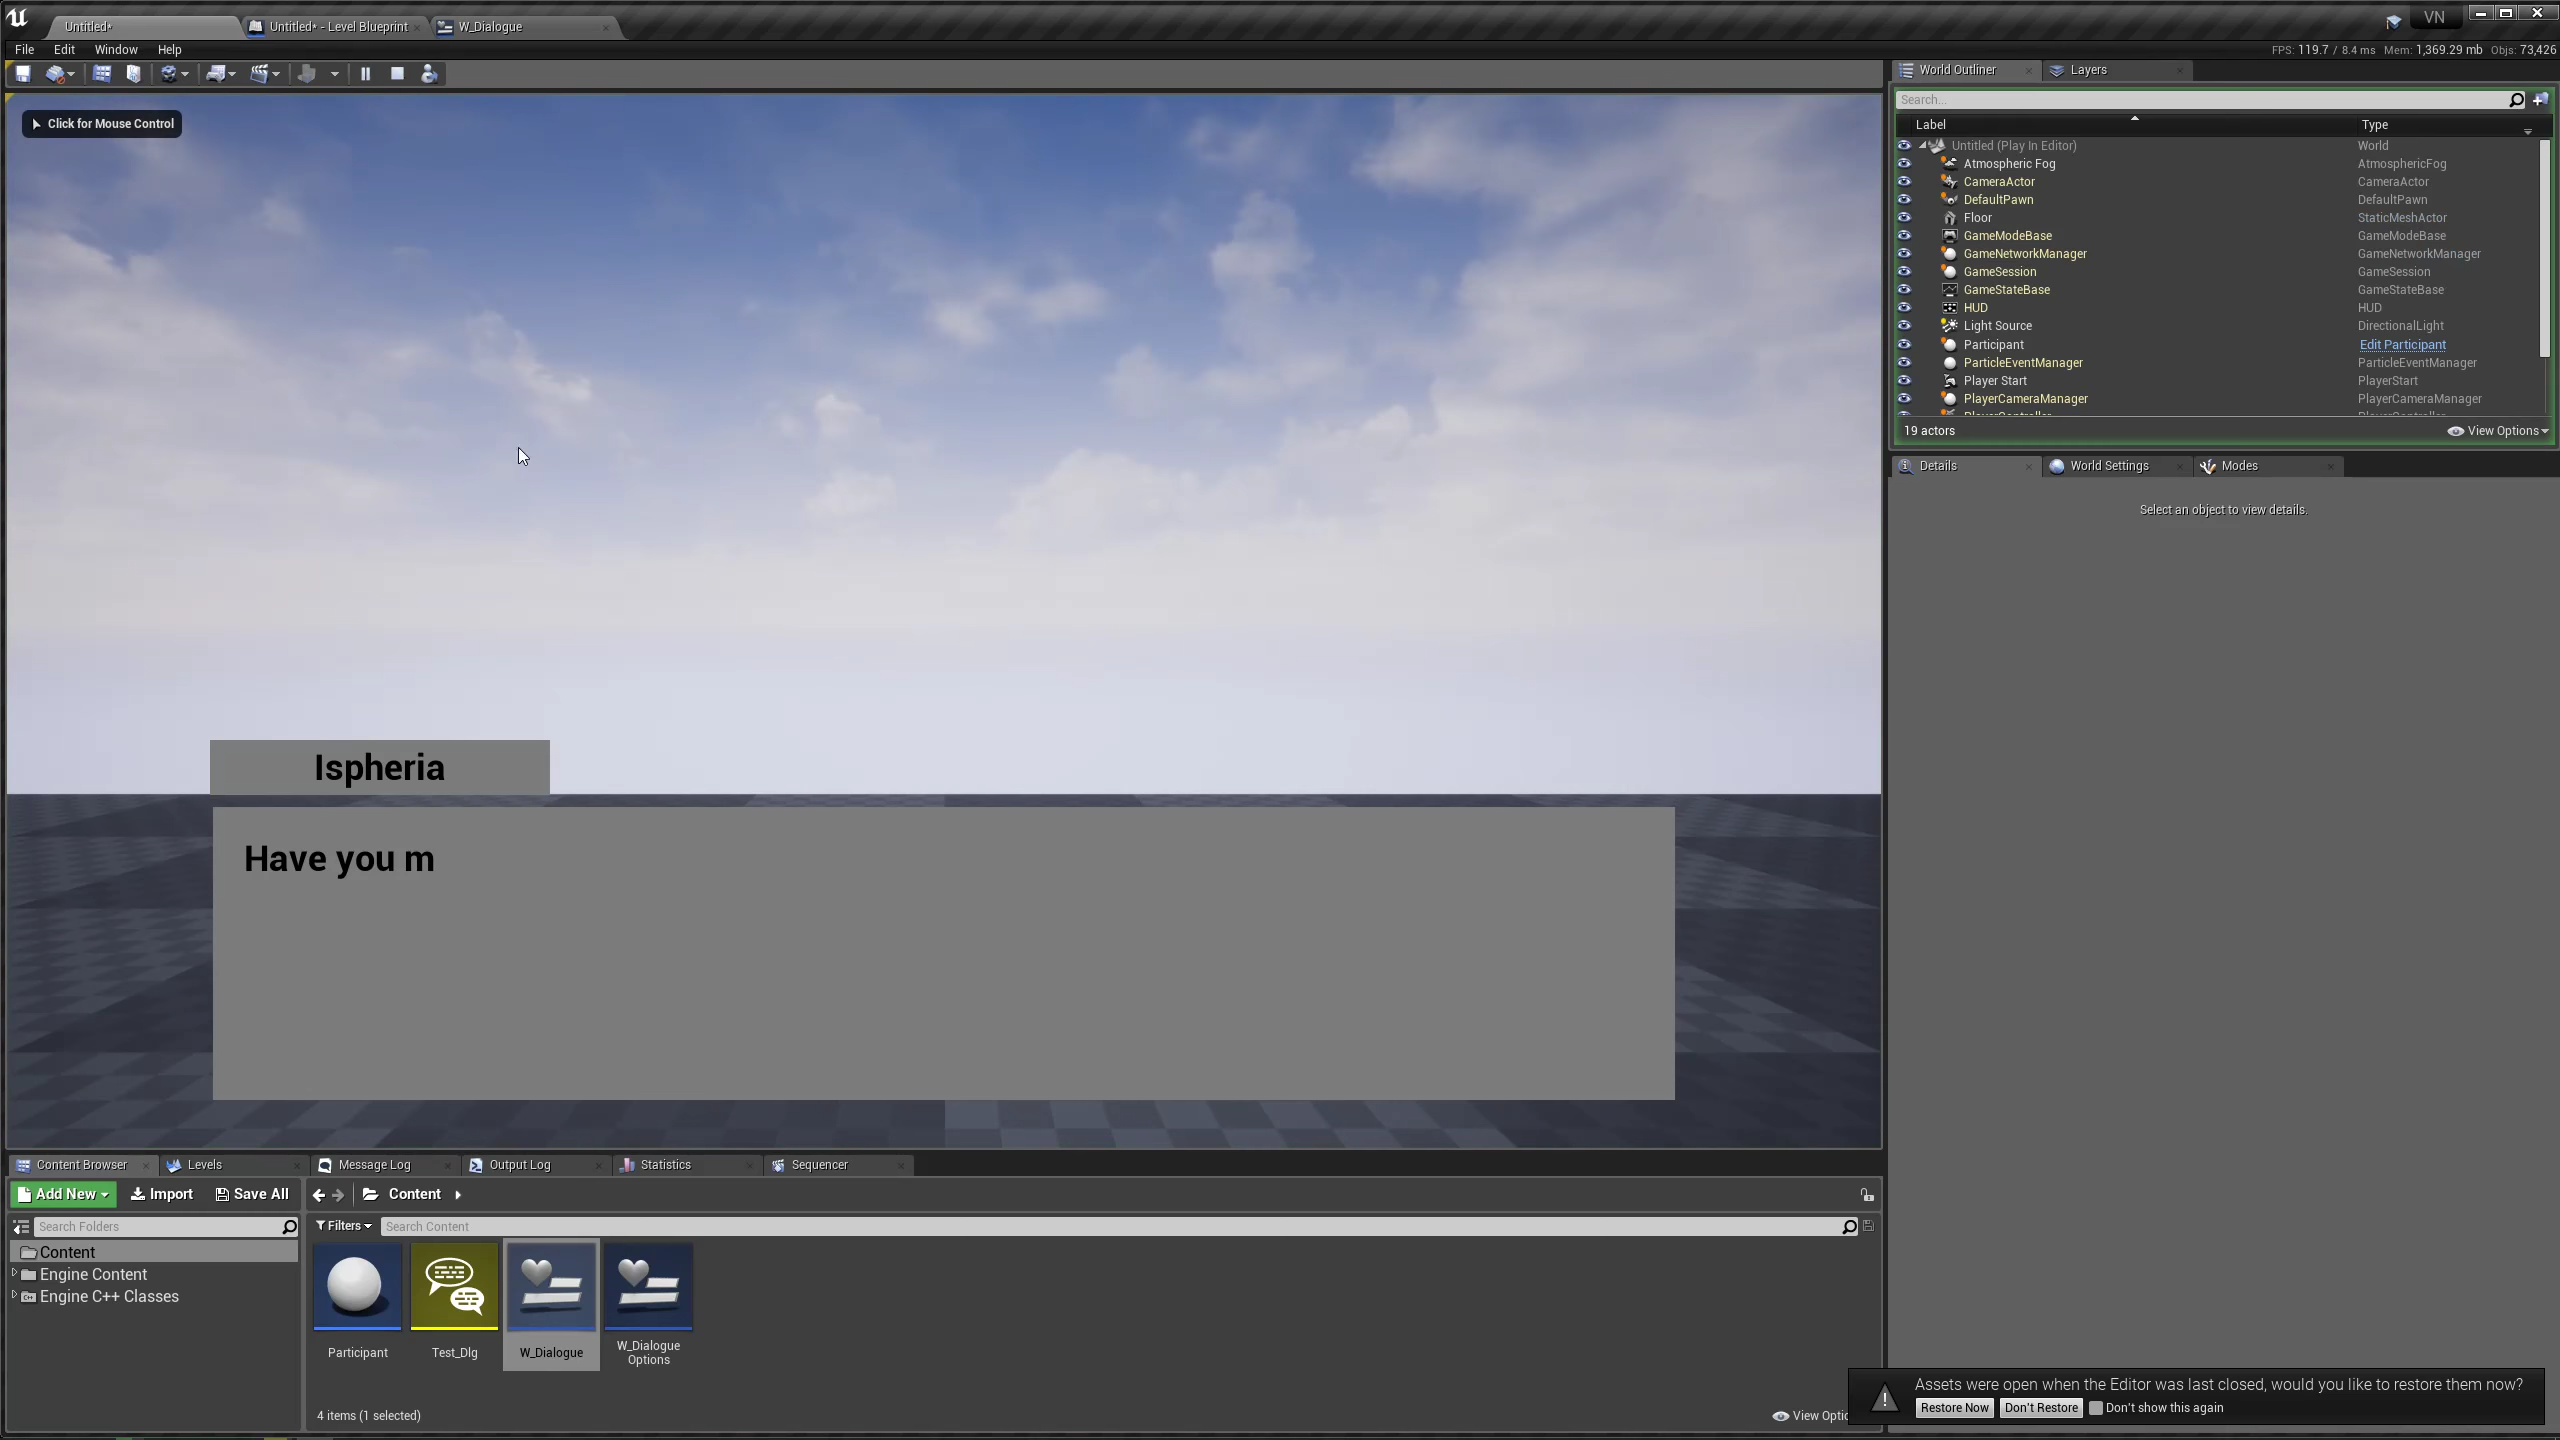 Untitled*
Untitled* - Level Blueprint
W_Dialogue
VN
File Edit Window Help
FPS: 119.7 / 8.4 ms Mem: 1,369.29 mb Objs: 73,426
World Outliner
Layers
Click for Mouse Control
Search...
Label Type
Untitled (Play In Editor) World
Atmospheric Fog AtmosphericFog
CameraActor CameraActor
DefaultPawn DefaultPawn
Floor StaticMeshActor
GameModeBase GameModeBase
GameNetworkManager GameNetworkManager
GameSession GameSession
GameStateBase GameStateBase
HUD HUD
Light Source DirectionalLight
Participant Edit Participant
ParticleEventManager ParticleEventManager
Player Start PlayerStart
PlayerCameraManager PlayerCameraManager
19 actors View Options
Details World Settings Modes
Select an object to view details.
Ispheria
Have you m
Content Browser Levels Message Log Output Log Statistics Sequencer
Add New Import Save All Content
Search Folders Filters Search Content
Content
Engine Content
Engine C++ Classes
Participant
Test_Dlg
W_Dialogue
W_Dialogue
Options
4 items (1 selected)
View Optio
Assets were open when the Editor was last closed, would you like to restore them now?
Restore Now Don't Restore Don't show this again